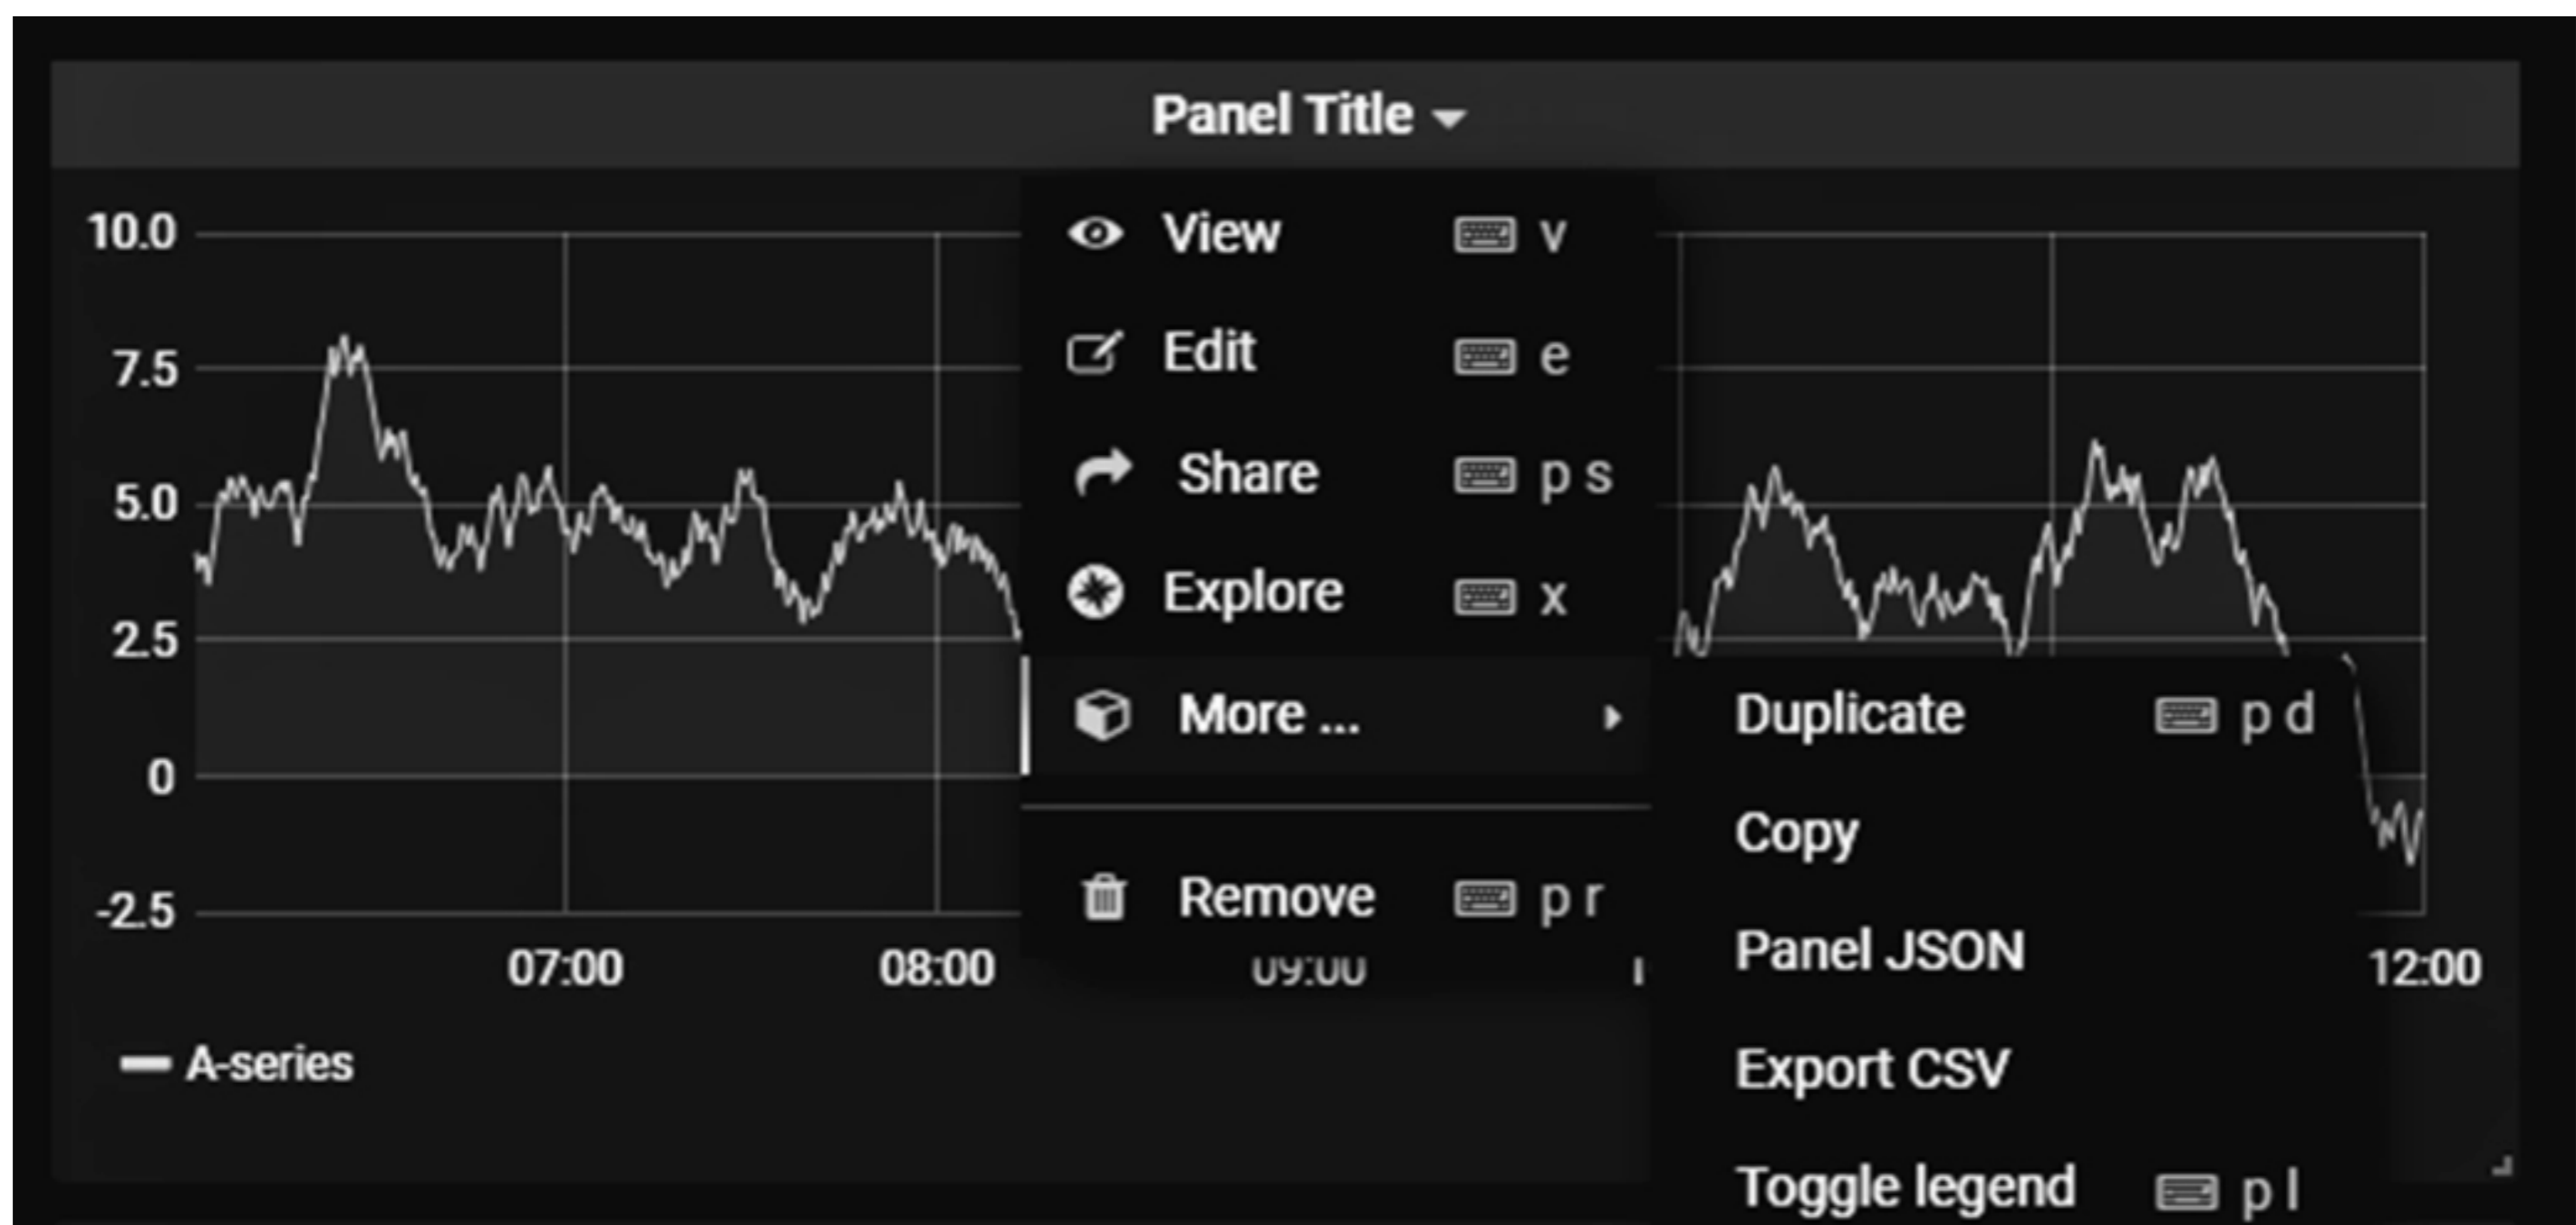 Panel Title
10.0
7.5
5.0
2.5
0
-2.5
View v
Edit e
Share p s
Explore x
More ...
Remove p r
Duplicate p d
Copy
Panel JSON
Export CSV
Toggle legend p l
07:00 08:00 09:00 12:00
A-series